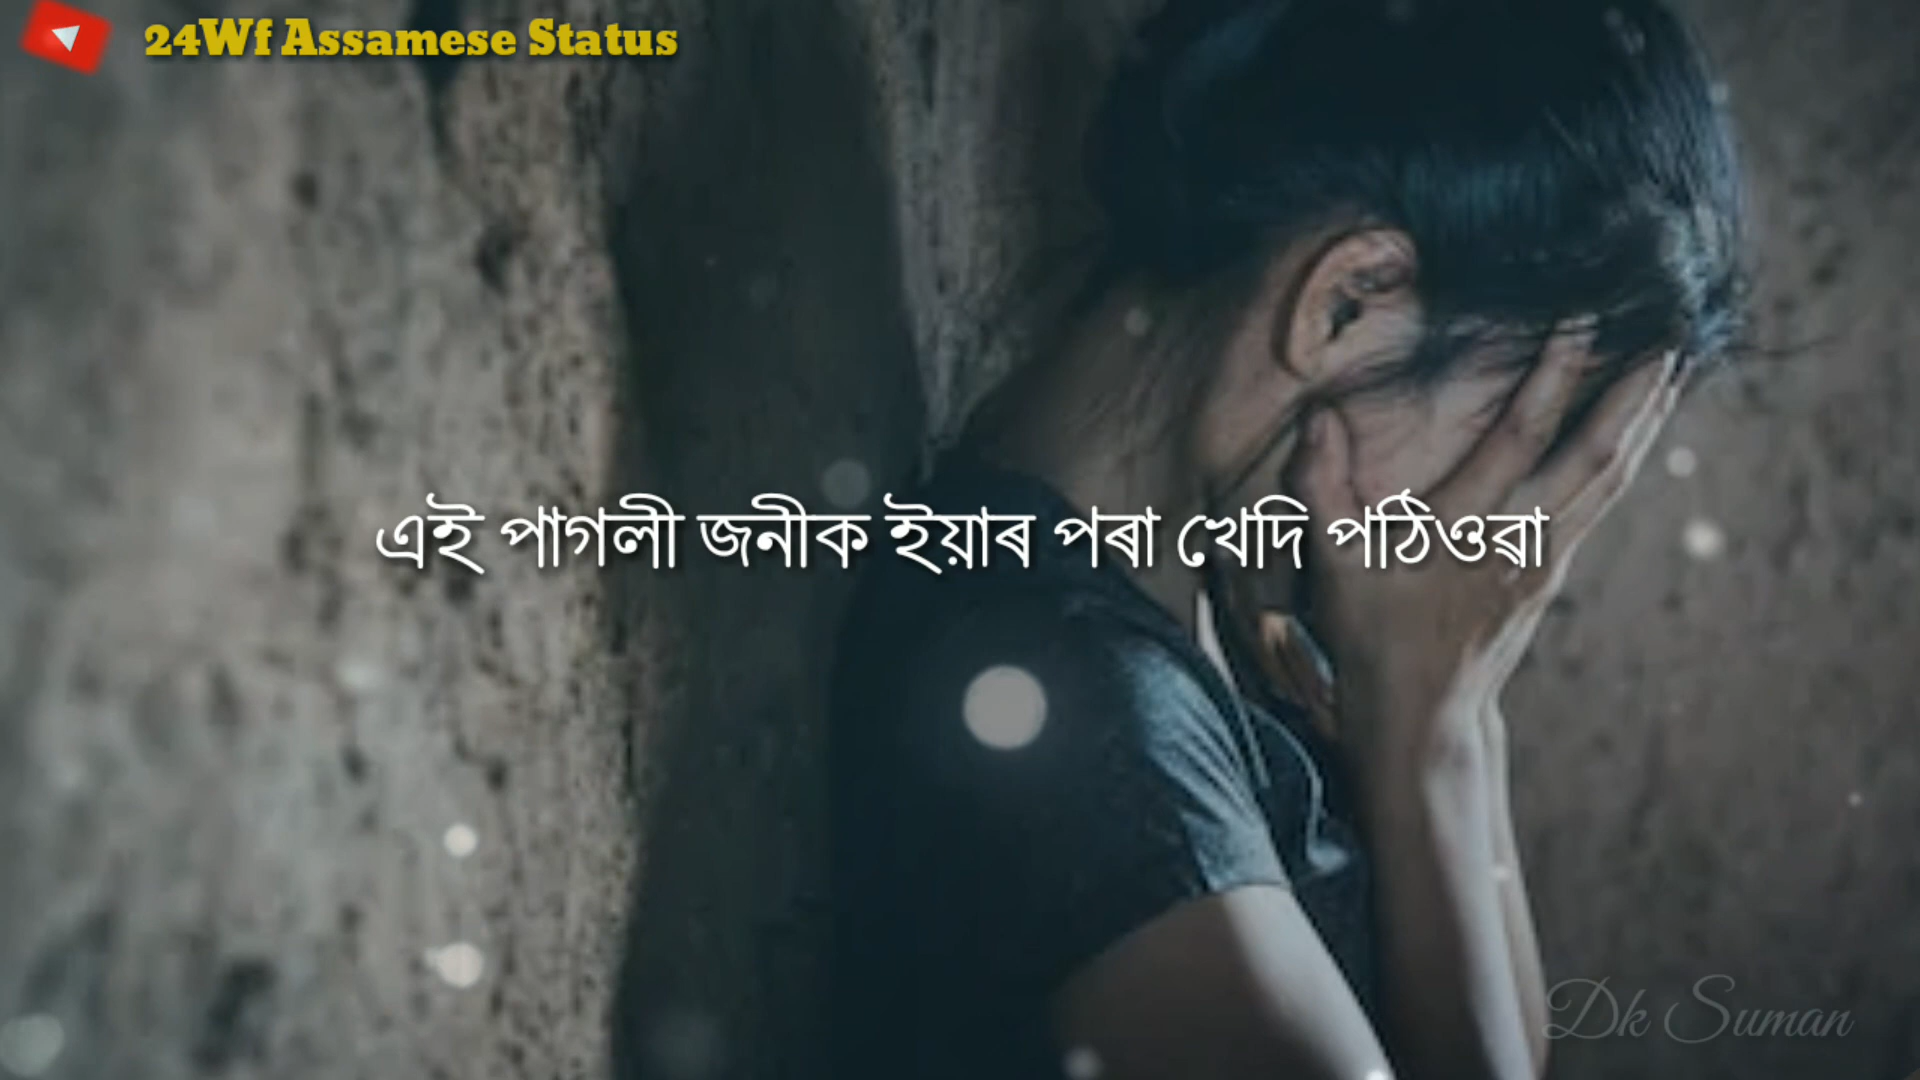 24Wf Assamese Status
এই পাগলী জনীক ইয়াৰ পৰা খেদি পঠিওৱা
Dk Suman